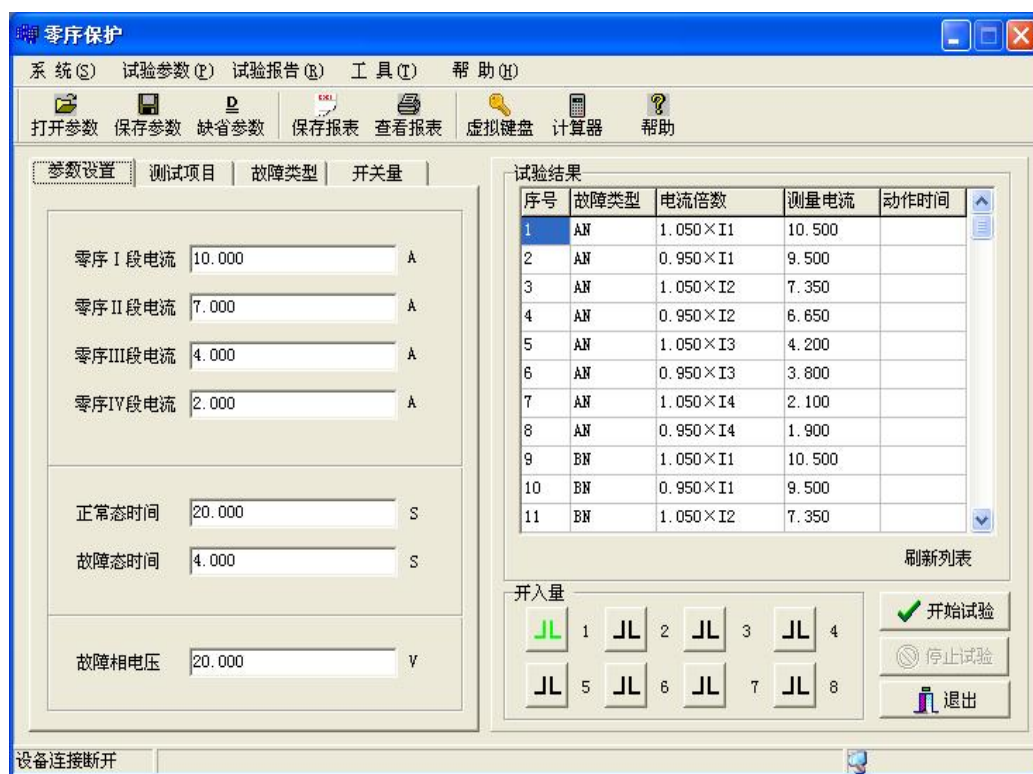 零序保护
系 统(S) 试验参数(P) 试验报告(R) 工 具(T) 帮 助(H)
打开参数 保存参数 缺省参数 保存报表 查看报表 虚拟键盘 计算器 帮助
参数设置 测试项目 故障类型 开关量
零序 I 段电流 10.000 A
零序II段电流 7.000 A
零序III段电流 4.000 A
零序IV段电流 2.000 A
正常态时间 20.000 S
故障态时间 4.000 S
故障相电压 20.000 V
试验结果
序号 故障类型 电流倍数 测量电流 动作时间
1 AN 1.050×I1 10.500
2 AN 0.950×I1 9.500
3 AN 1.050×I2 7.350
4 AN 0.950×I2 6.650
5 AN 1.050×I3 4.200
6 AN 0.950×I3 3.800
7 AN 1.050×I4 2.100
8 AN 0.950×I4 1.900
9 BN 1.050×I1 10.500
10 BN 0.950×I1 9.500
11 BN 1.050×I2 7.350
刷新列表
开入量
1 2 3 4
5 6 7 8
开始试验
停止试验
退出
设备连接断开